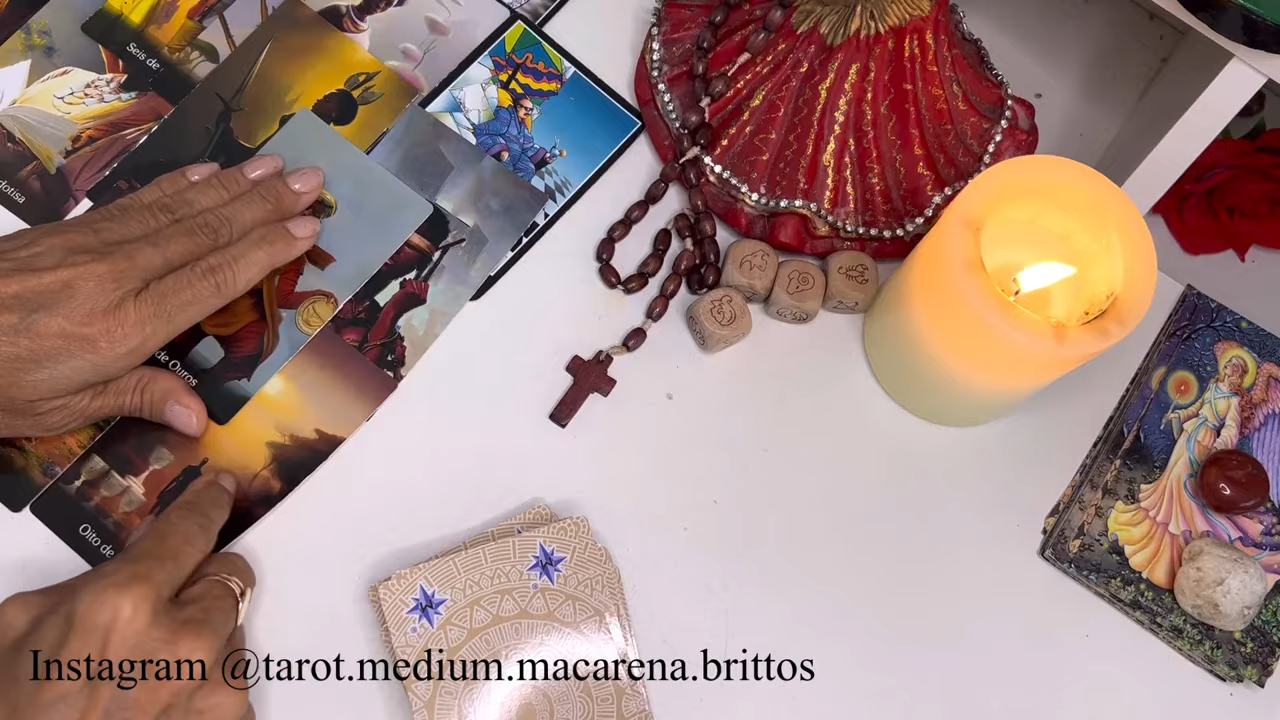 Seis de
dotisa
de Ouros
Oito de
Instagram @tarot.medium.macarena.brittos